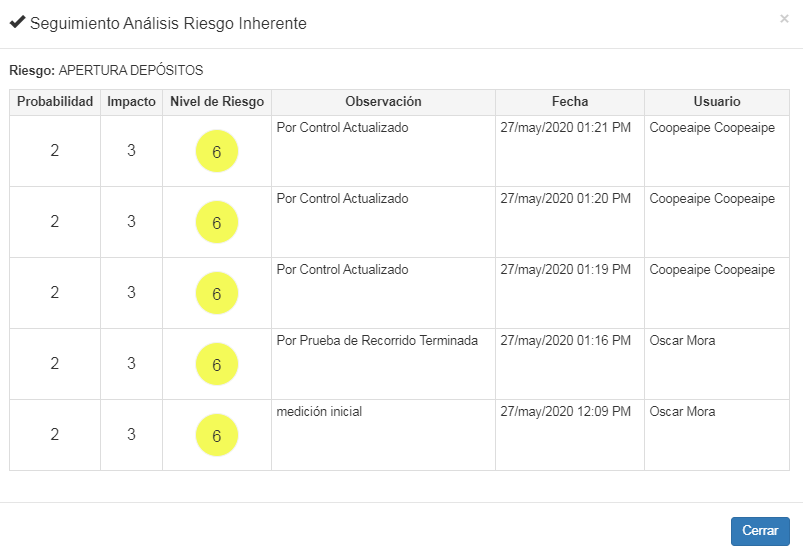 Seguimiento Análisis Riesgo Inherente
×
Riesgo: APERTURA DEPÓSITOS
Probabilidad Impacto Nivel de Riesgo Observación Fecha Usuario
2 3 6 Por Control Actualizado 27/may/2020 01:21 PM Coopeaipe Coopeaipe
2 3 6 Por Control Actualizado 27/may/2020 01:20 PM Coopeaipe Coopeaipe
2 3 6 Por Control Actualizado 27/may/2020 01:19 PM Coopeaipe Coopeaipe
2 3 6 Por Prueba de Recorrido Terminada 27/may/2020 01:16 PM Oscar Mora
2 3 6 medición inicial 27/may/2020 12:09 PM Oscar Mora
Cerrar